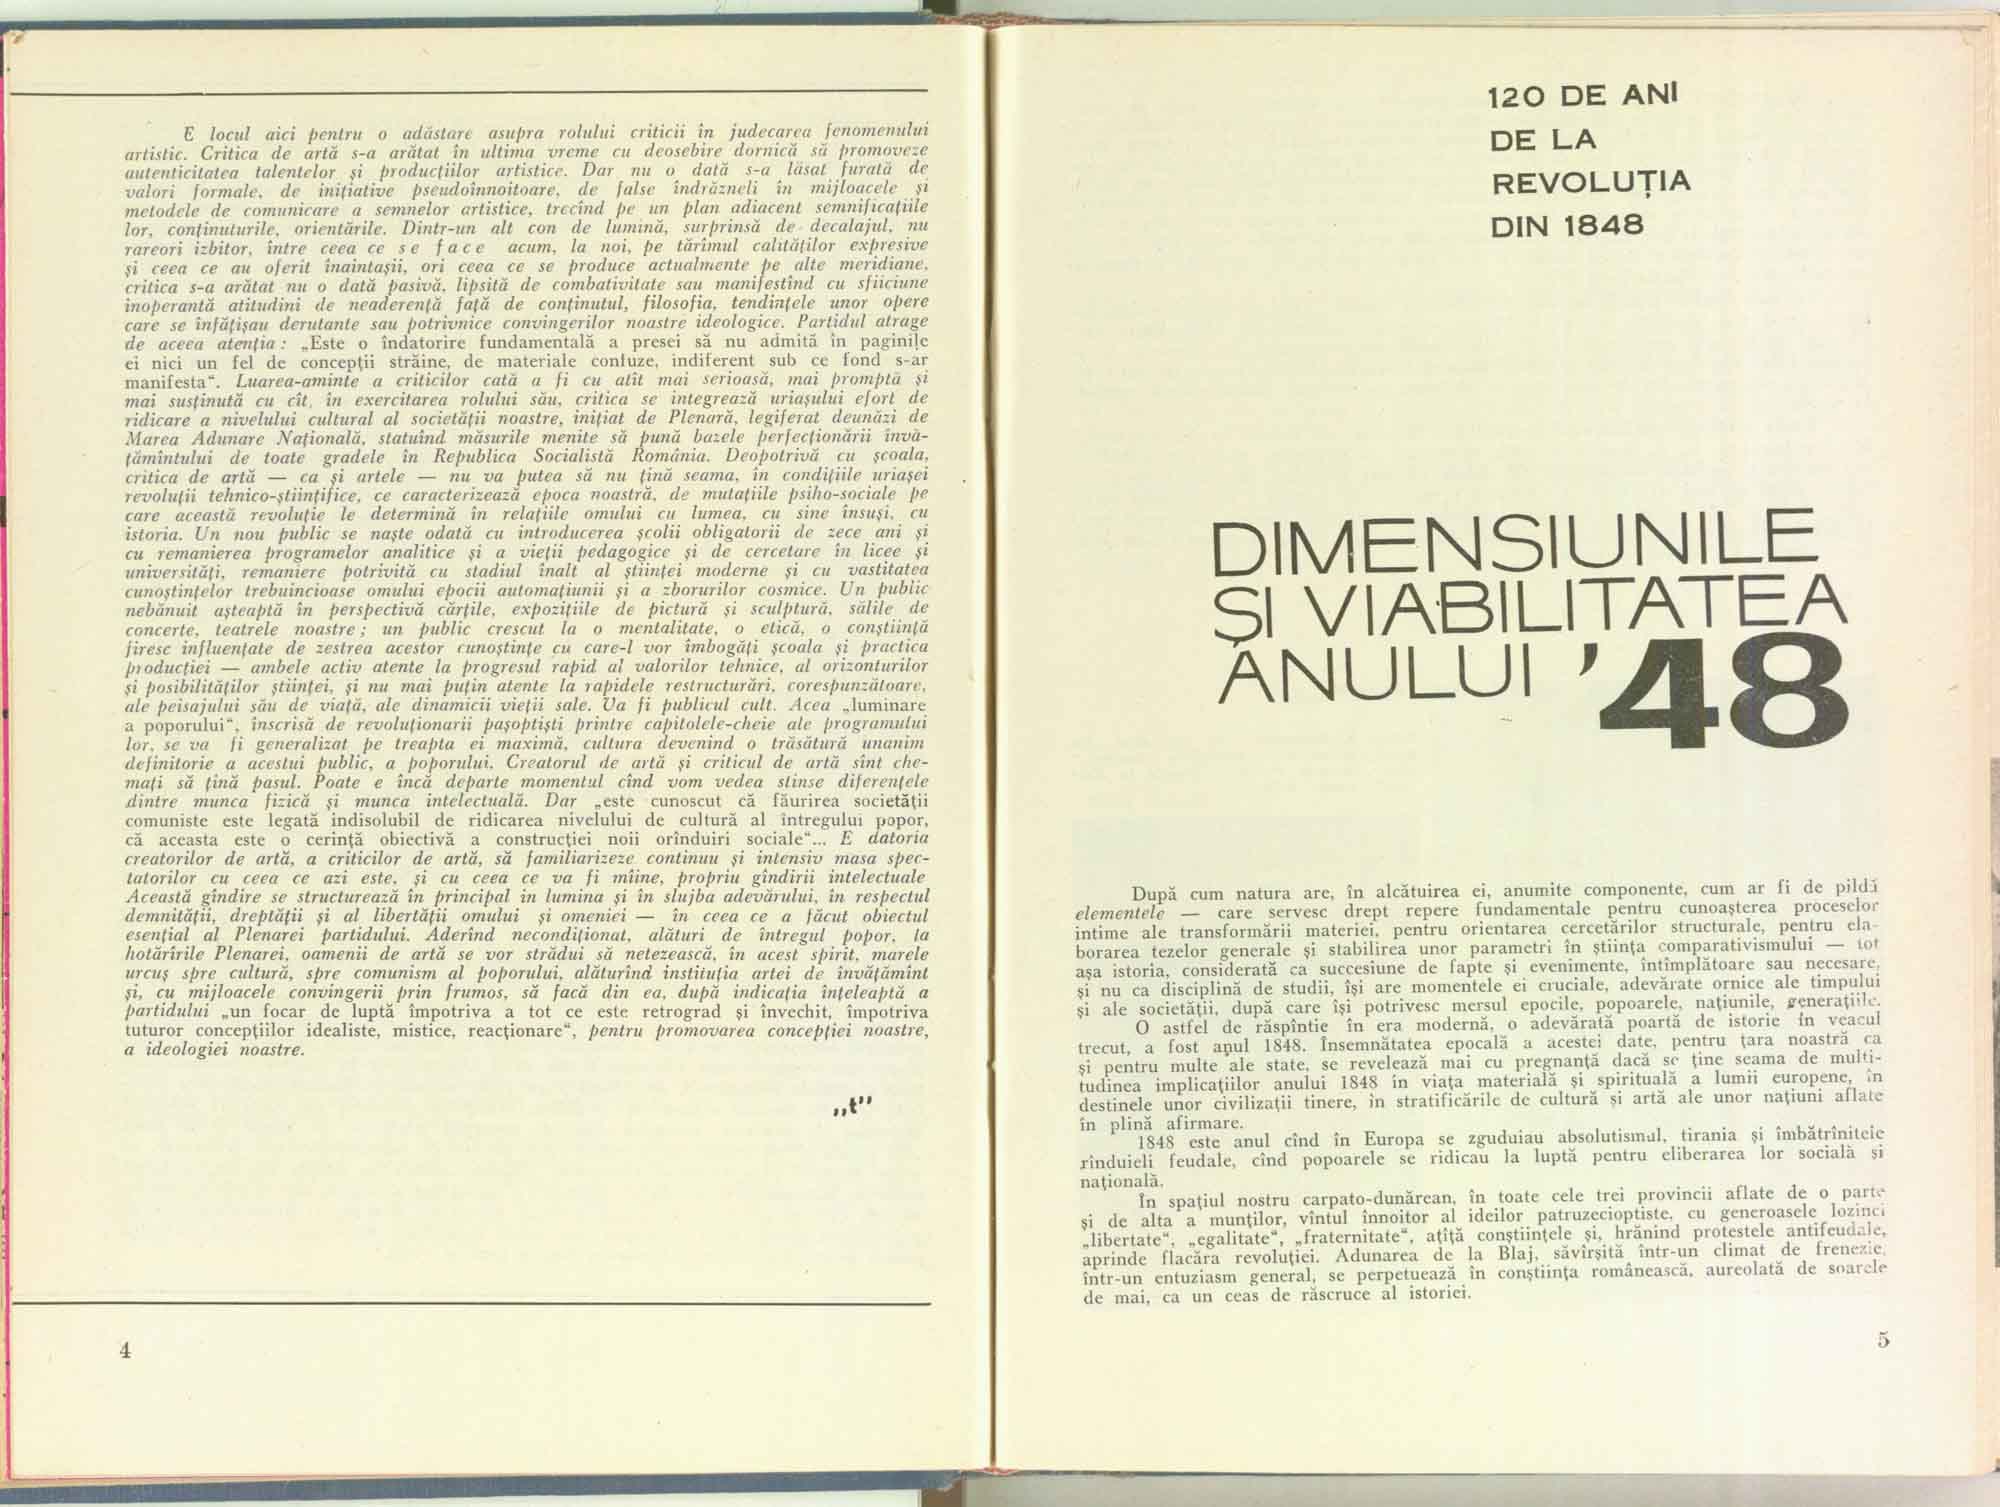 E locul aici pentru o adăstare asupra rolului criticii în judecarea fenomenului
artistic. Critica de artă s-a arătat în ultima vreme cu deosebire dornică să promoveze
autenticitatea talentelor și producțiilor artistice. Dar nu o dată s-a lăsat furată de
valori formale, de inițiative pseudoînnoitoare, de false îndrăzneli în mijloacele și
metodele de comunicare a semnelor artistice, trecînd pe un plan adiacent semnificațiile
lor, conținuturile, orientările. Dintr-un alt con de lumină, surprinsă de decalajul, nu
rareori izbitor, între ceea ce s e f a c e acum, la noi, pe tărîmul calităților expresive
și ceea ce au oferit înaintașii, ori ceea ce se produce actualmente pe alte meridiane,
critica s-a arătat nu o dată pasivă, lipsită de combativitate sau manifestînd cu sfiiciune
inoperantă atitudini de neaderență față de conținutul, filosofia, tendințele unor opere
care se înfățișau derutante sau potrivnice convingerilor noastre ideologice. Partidul atrage
de aceea atenția : „Este o îndatorire fundamentală a presei să nu admită în paginile
ei nici un fel de concepții străine, de materiale confuze, indiferent sub ce fond s-ar
manifesta“. Luarea-aminte a criticilor cată a fi cu atît mai serioasă, mai promptă și
mai susținută cu cît, în exercitarea rolului său, critica se integrează uriașului efort de
ridicare a nivelului cultural al societății noastre, inițiat de Plenară, legiferat deunăzi de
Marea Adunare Națională, statuînd măsurile menite să pună bazele perfecționării învă-
țămîntului de toate gradele în Republica Socialistă România. Deopotrivă cu școala,
critica de artă — ca și artele — nu va putea să nu țină seama, în condițiile uriașei
revoluții tehnico-științifice, ce caracterizează epoca noastră, de mutațiile psiho-sociale pe
care această revoluție le determină în relațiile omului cu lumea, cu sine însuși, cu
istoria. Un nou public se naște odată cu introducerea școlii obligatorii de zece ani și
cu remanierea programelor analitice și a vieții pedagogice și de cercetare în licee și
universități, remaniere potrivită cu stadiul înalt al științei moderne și cu vastitatea
cunoștințelor trebuincioase omului epocii automațiunii și a zborurilor cosmice. Un public
nebănuit așteaptă în perspectivă cărțile, expozițiile de pictură și sculptură, sălile de
concerte, teatrele noastre ; un public crescut la o mentalitate, o etică, o conștiință
firesc influențate de zestrea acestor cunoștințe cu care-l vor îmbogăți școala și practica
producției — ambele activ atente la progresul rapid al valorilor tehnice, al orizonturilor
și posibilităților științei, și nu mai puțin atente la rapidele restructurări, corespunzătoare,
ale peisajului său de viață, ale dinamicii vieții sale. Va fi publicul cult. Acea „luminare
a poporului“, înscrisă de revoluționarii pașoptiști printre capitolele-cheie ale programului
lor, se va fi generalizat pe treapta ei maximă, cultura devenind o trăsătură unanim
definitorie a acestui public, a poporului. Creatorul de artă și criticul de artă sînt che-
mați să țină pasul. Poate e încă departe momentul cînd vom vedea stinse diferențele
dintre munca fizică și munca intelectuală. Dar „este cunoscut că făurirea societății
comuniste este legată indisolubil de ridicarea nivelului de cultură al întregului popor,
că aceasta este o cerință obiectivă a construcției noii orînduiri sociale“... E datoria
creatorilor de artă, a criticilor de artă, să familiarizeze continuu și intensiv masa spec-
tatorilor cu ceea ce azi este, și cu ceea ce va fi mîine, propriu gîndirii intelectuale
Această gîndire se structurează în principal in lumina și în slujba adevărului, în respectul
demnității, dreptății și al libertății omului și omeniei — în ceea ce a făcut obiectul
esențial al Plenarei partidului. Aderînd necondiționat, alături de întregul popor, la
hotărîrile Plenarei, oamenii de artă se vor strădui să netezească, în acest spirit, marele
urcuș spre cultură, spre comunism al poporului, alăturînd instituția artei de învățămînt
și, cu mijloacele convingerii prin frumos, să facă din ea, după indicația înțeleaptă a
partidului „un focar de luptă împotriva a tot ce este retrograd și învechit, împotriva
tuturor concepțiilor idealiste, mistice, reacționare“, pentru promovarea concepției noastre,
a ideologiei noastre.
„t”
4
120 DE ANI
DE LA
REVOLUȚIA
DIN 1848
DIMENSIUNILE
ȘI VIABILITATEA
ANULUI ’48
După cum natura are, în alcătuirea ei, anumite componente, cum ar fi de pildă
elementele — care servesc drept repere fundamentale pentru cunoașterea proceselor
intime ale transformării materiei, pentru orientarea cercetărilor structurale, pentru ela-
borarea tezelor generale și stabilirea unor parametri în știința comparativismului — tot
așa istoria, considerată ca succesiune de fapte și evenimente, întîmplătoare sau necesare,
și nu ca disciplină de studii, își are momentele ei cruciale, adevărate ornice ale timpului
și ale societății, după care își potrivesc mersul epocile, popoarele, națiunile, generațiile.
O astfel de răspîntie în era modernă, o adevărată poartă de istorie în veacul
trecut, a fost anul 1848. Însemnătatea epocală a acestei date, pentru țara noastră ca
și pentru multe ale state, se revelează mai cu pregnanță dacă se ține seama de multi-
tudinea implicațiilor anului 1848 în viața materială și spirituală a lumii europene, în
destinele unor civilizații tinere, în stratificările de cultură și artă ale unor națiuni aflate
în plină afirmare.
1848 este anul cînd în Europa se zguduiau absolutismul, tirania și îmbătrînitele
rînduieli feudale, cînd popoarele se ridicau la luptă pentru eliberarea lor socială și
națională.
În spațiul nostru carpato-dunărean, în toate cele trei provincii aflate de o parte
și de alta a munților, vîntul înnoitor al ideilor patruzecioptiste, cu generoasele lozinci
„libertate“, „egalitate“, „fraternitate“, ațîță conștiințele și, hrănind protestele antifeudale,
aprinde flacăra revoluției. Adunarea de la Blaj, săvîrșită într-un climat de frenezie,
într-un entuziasm general, se perpetuează în conștiința românească, aureolată de soarele
de mai, ca un ceas de răscruce al istoriei.
5